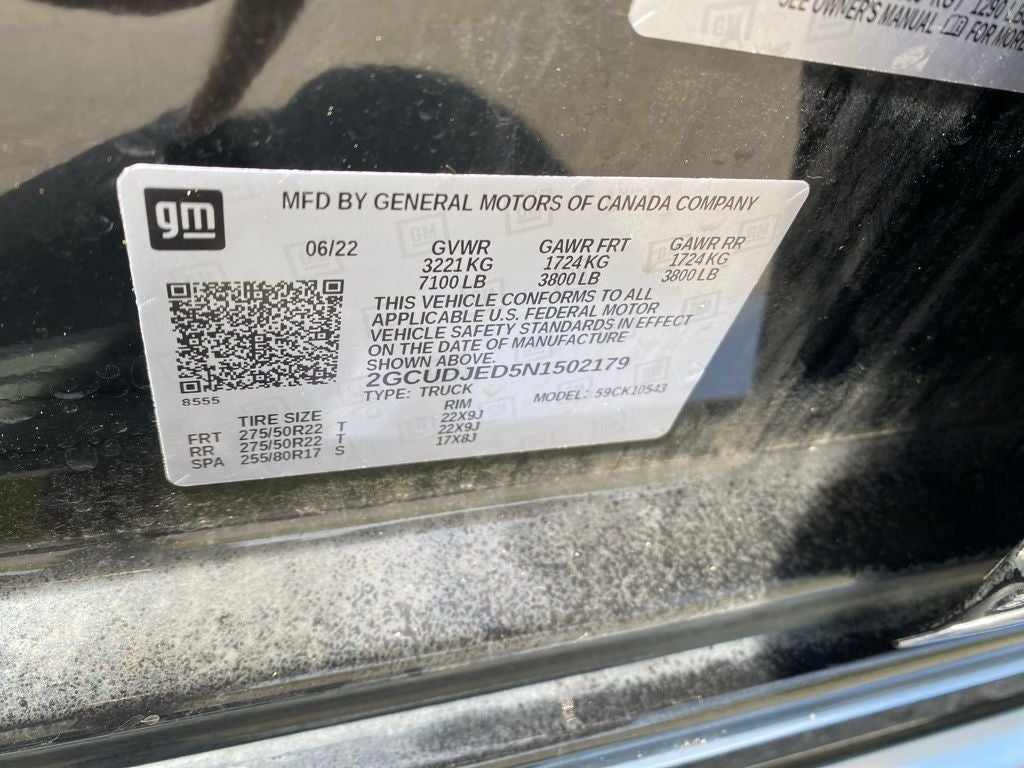 KG 1290 LB
SEE OWNER'S MANUAL FOR MORE
gm
MFD BY GENERAL MOTORS OF CANADA COMPANY
06/22 GVWR GAWR FRT GAWR RR
3221 KG 1724 KG 1724 KG
7100 LB 3800 LB 3800 LB
THIS VEHICLE CONFORMS TO ALL
APPLICABLE U.S. FEDERAL MOTOR
VEHICLE SAFETY STANDARDS IN EFFECT
ON THE DATE OF MANUFACTURE
SHOWN ABOVE.
2GCUDJED5N1502179
TYPE: TRUCK MODEL: 59CK10543
8555
TIRE SIZE RIM
FRT 275/50R22 T 22X9J
RR 275/50R22 T 22X9J
SPA 255/80R17 S 17X8J